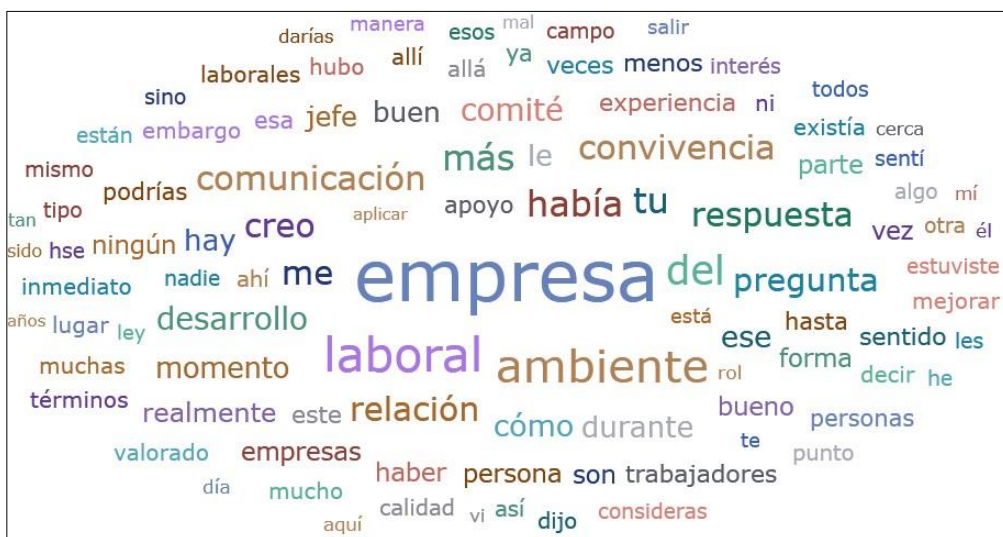 darías manera esos mal campo salir
laborales hubo allí allá ya veces menos interés
sino jefe buen comité experiencia ni todos
están embargo esa existía cerca
mismo podrías comunicación más le convivencia parte sentí
tan tipo aplicar apoyo había tu respuesta algo mí
sido hse ningún hay creo vez otra él
inmediato nadie ahí me empresa del pregunta estuviste
mejorar
años lugar ley desarrollo está ese hasta sentido les
muchas momento laboral ambiente rol forma decir he
términos realmente este relación cómo durante bueno personas
valorado empresas te punto
día mucho haber persona son trabajadores
aquí calidad vi así dijo consideras